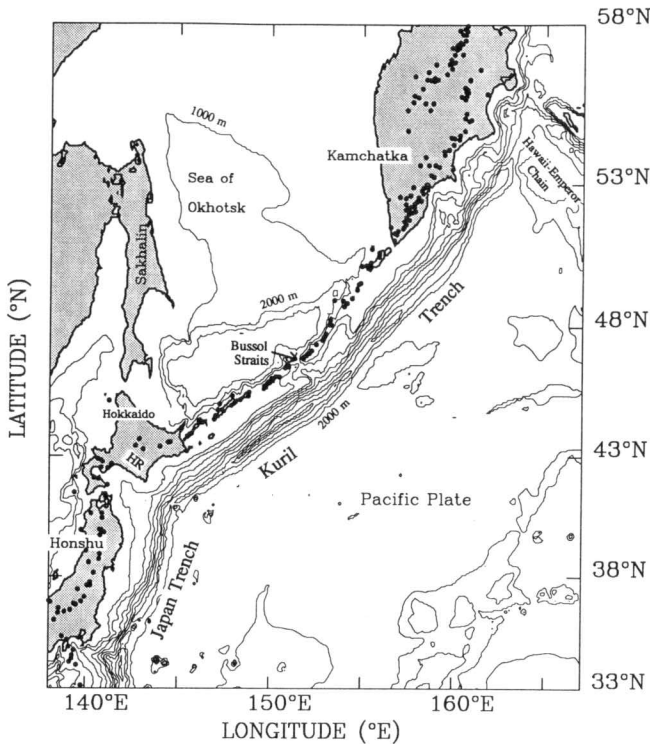 58°N
1000 m
Kamchatka
Hawaii-Emperor
Chain
Sea of
Okhotsk
53°N
Sakhalin
2000 m
Trench
48°N
Bussol
Straits
Hokkaido
2000 m
HR
Kuril
43°N
Pacific Plate
Honshu
Japan Trench
38°N
33°N
140°E
150°E
160°E
LONGITUDE (°E)
LATITUDE (°N)